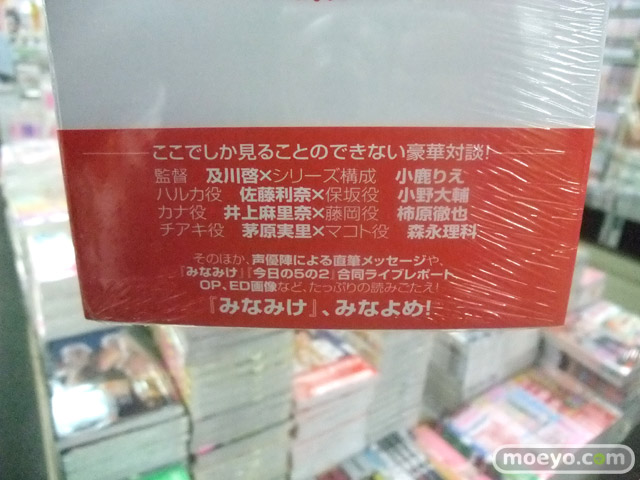 ここでしか見ることのできない豪華対談!
監督 及川啓×シリーズ構成 小鹿りえ
ハルカ役 佐藤利奈×保坂役 小野大輔
カナ役 井上麻里奈×藤岡役 柿原徹也
チアキ役 茅原実里×マコト役 森永理科
そのほか、声優陣による直筆メッセージや、
『みなみけ』『今日の5の2』合同ライブレポート、
OP、ED画像など、たっぷりの読みごたえ!
『みなみけ』、みなよめ!
moeyo.com